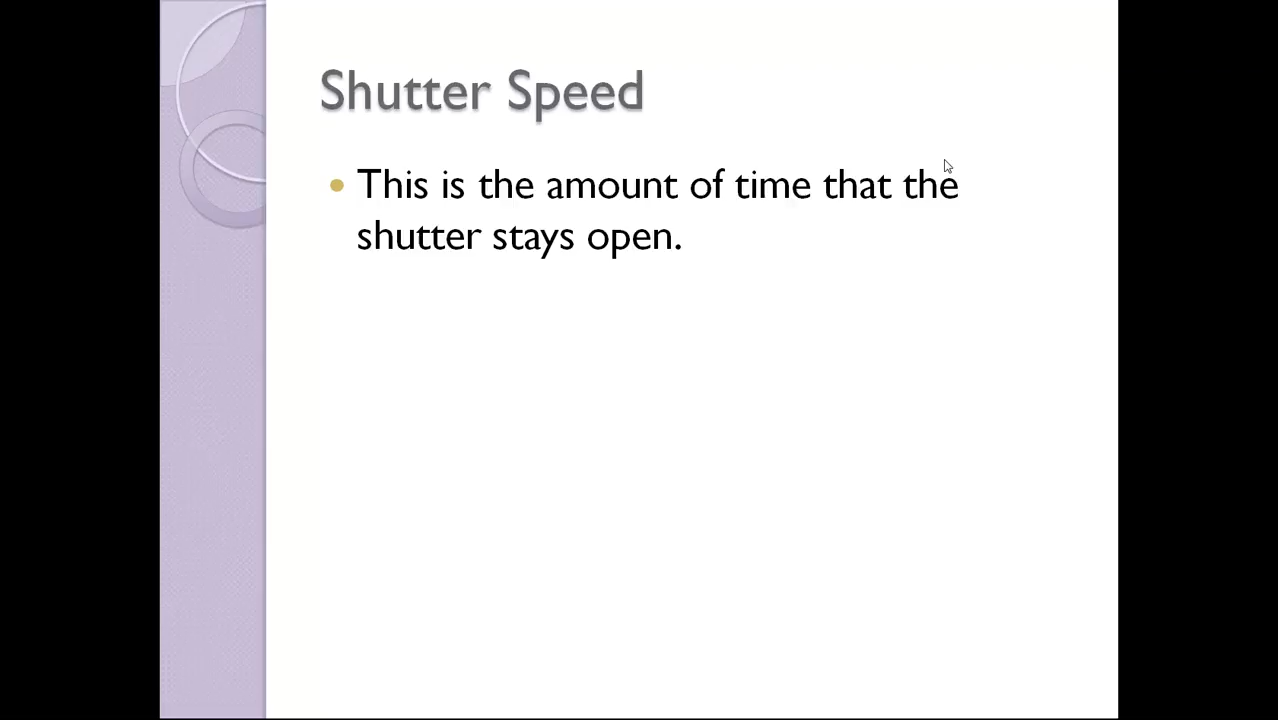 Shutter Speed
• This is the amount of time that the
shutter stays open.